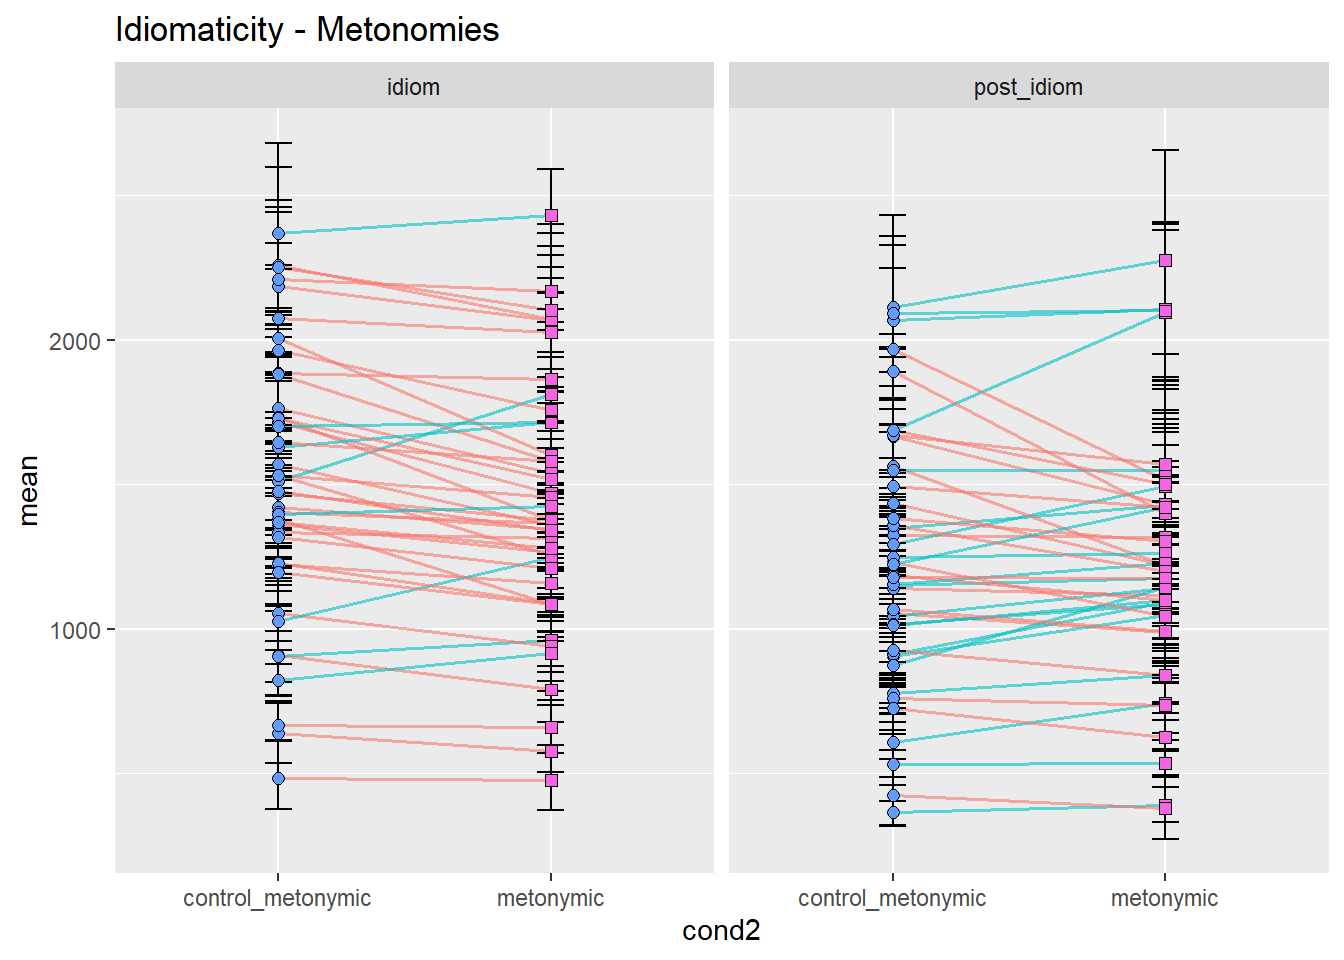 Idiomaticity - Metonomies
idiom
post_idiom
mean
2000
1000
control_metonymic
metonymic
control_metonymic
metonymic
cond2